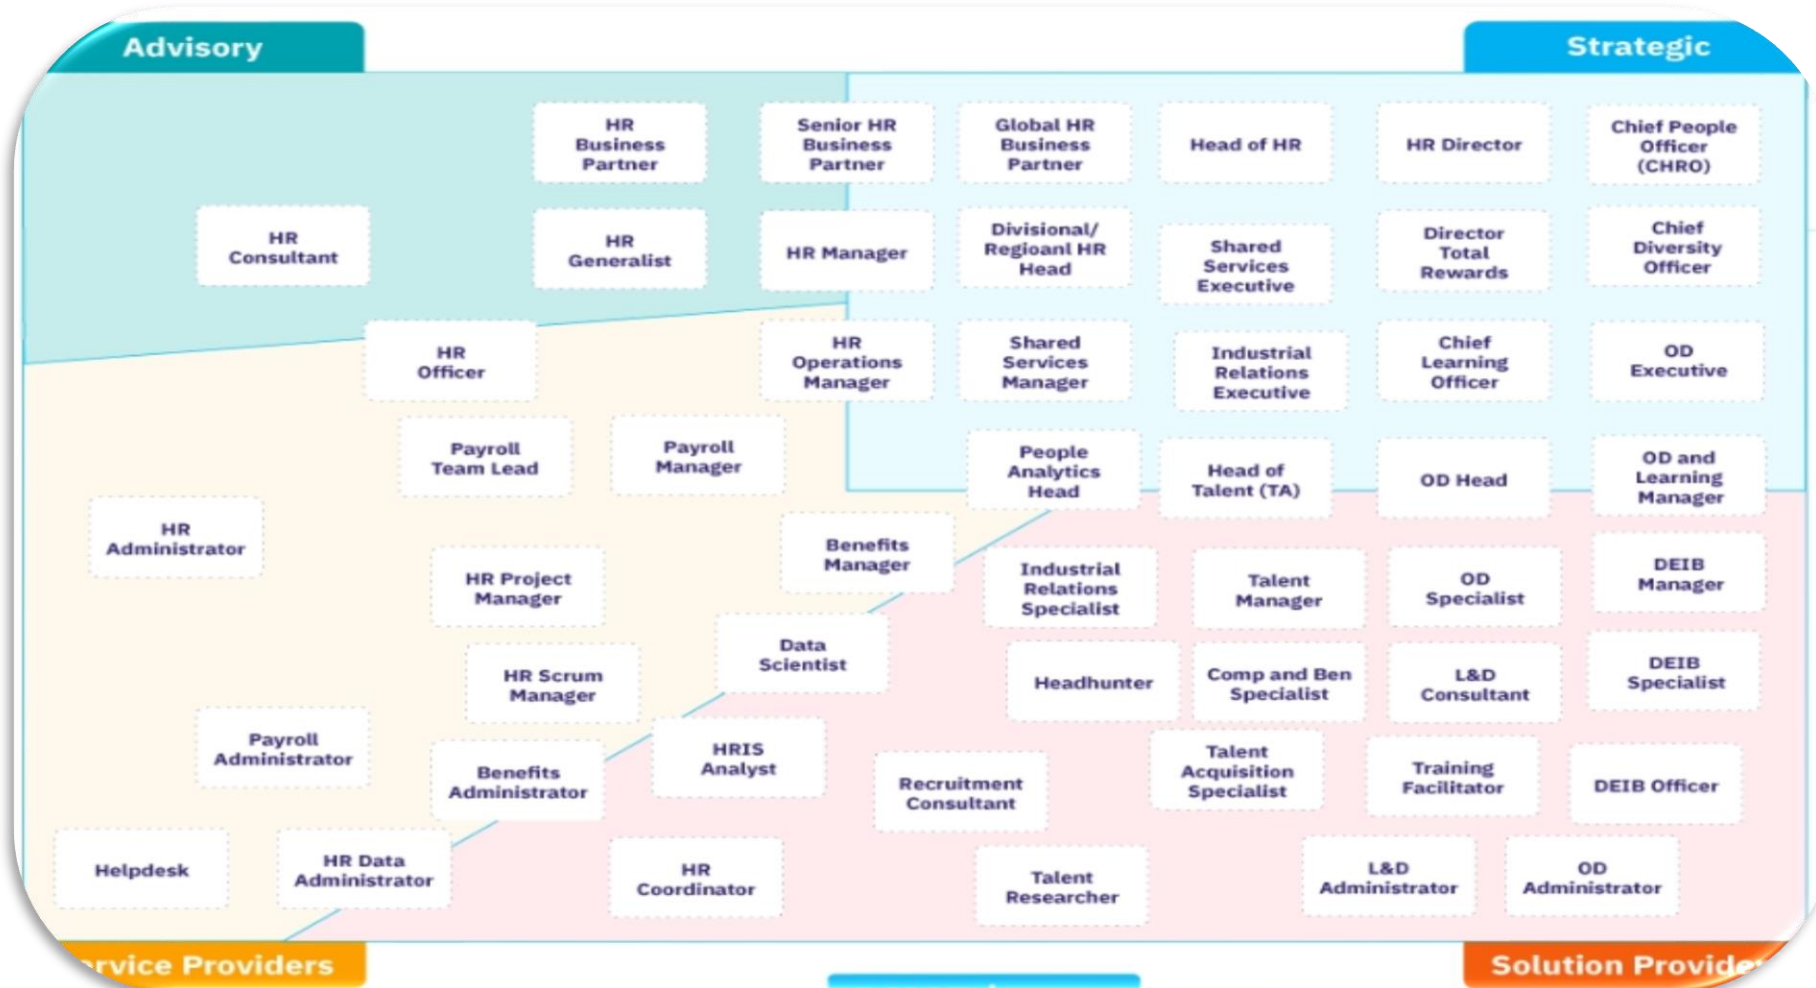 Advisory
Strategic
HR
Business
Partner
Senior HR
Business
Partner
Global HR
Business
Partner
Head of HR
HR Director
Chief People
Officer
(CHRO)
HR
Consultant
HR
Generalist
HR Manager
Divisional/
Regioanl HR
Head
Shared
Services
Executive
Director
Total
Rewards
Chief
Diversity
Officer
HR
Officer
HR
Operations
Manager
Shared
Services
Manager
Industrial
Relations
Executive
Chief
Learning
Officer
OD
Executive
Payroll
Team Lead
Payroll
Manager
People
Analytics
Head
Head of
Talent (TA)
OD Head
OD and
Learning
Manager
HR
Administrator
HR Project
Manager
Benefits
Manager
Industrial
Relations
Specialist
Talent
Manager
OD
Specialist
DEIB
Manager
HR Scrum
Manager
Data
Scientist
Headhunter
Comp and Ben
Specialist
L&D
Consultant
DEIB
Specialist
Payroll
Administrator
Benefits
Administrator
HRIS
Analyst
Recruitment
Consultant
Talent
Acquisition
Specialist
Training
Facilitator
DEIB Officer
Helpdesk
HR Data
Administrator
HR
Coordinator
Talent
Researcher
L&D
Administrator
OD
Administrator
rvice Providers
Solution Provide